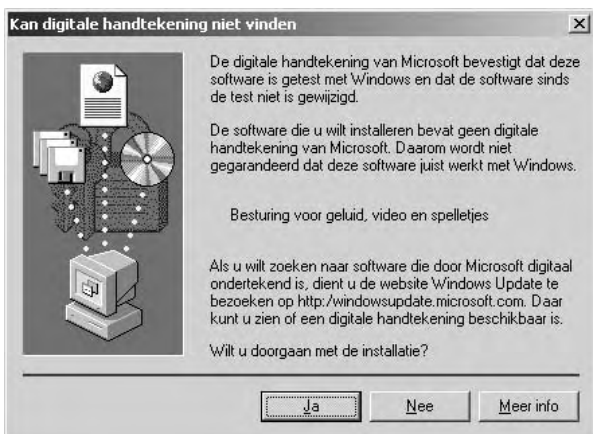 Kan digitale handtekening niet vinden
De digitale handtekening van Microsoft bevestigt dat deze
software is getest met Windows en dat de software sinds
de test niet is gewijzigd.
De software die u wilt installeren bevat geen digitale
handtekening van Microsoft. Daarom wordt niet
gegarandeerd dat deze software juist werkt met Windows.
Besturing voor geluid, video en spelletjes
Als u wilt zoeken naar software die door Microsoft digitaal
ondertekend is, dient u de website Windows Update te
bezoeken op http:/windowsupdate.microsoft.com. Daar
kunt u zien of een digitale handtekening beschikbaar is.
Wilt u doorgaan met de installatie?
Ja
Nee
Meer info